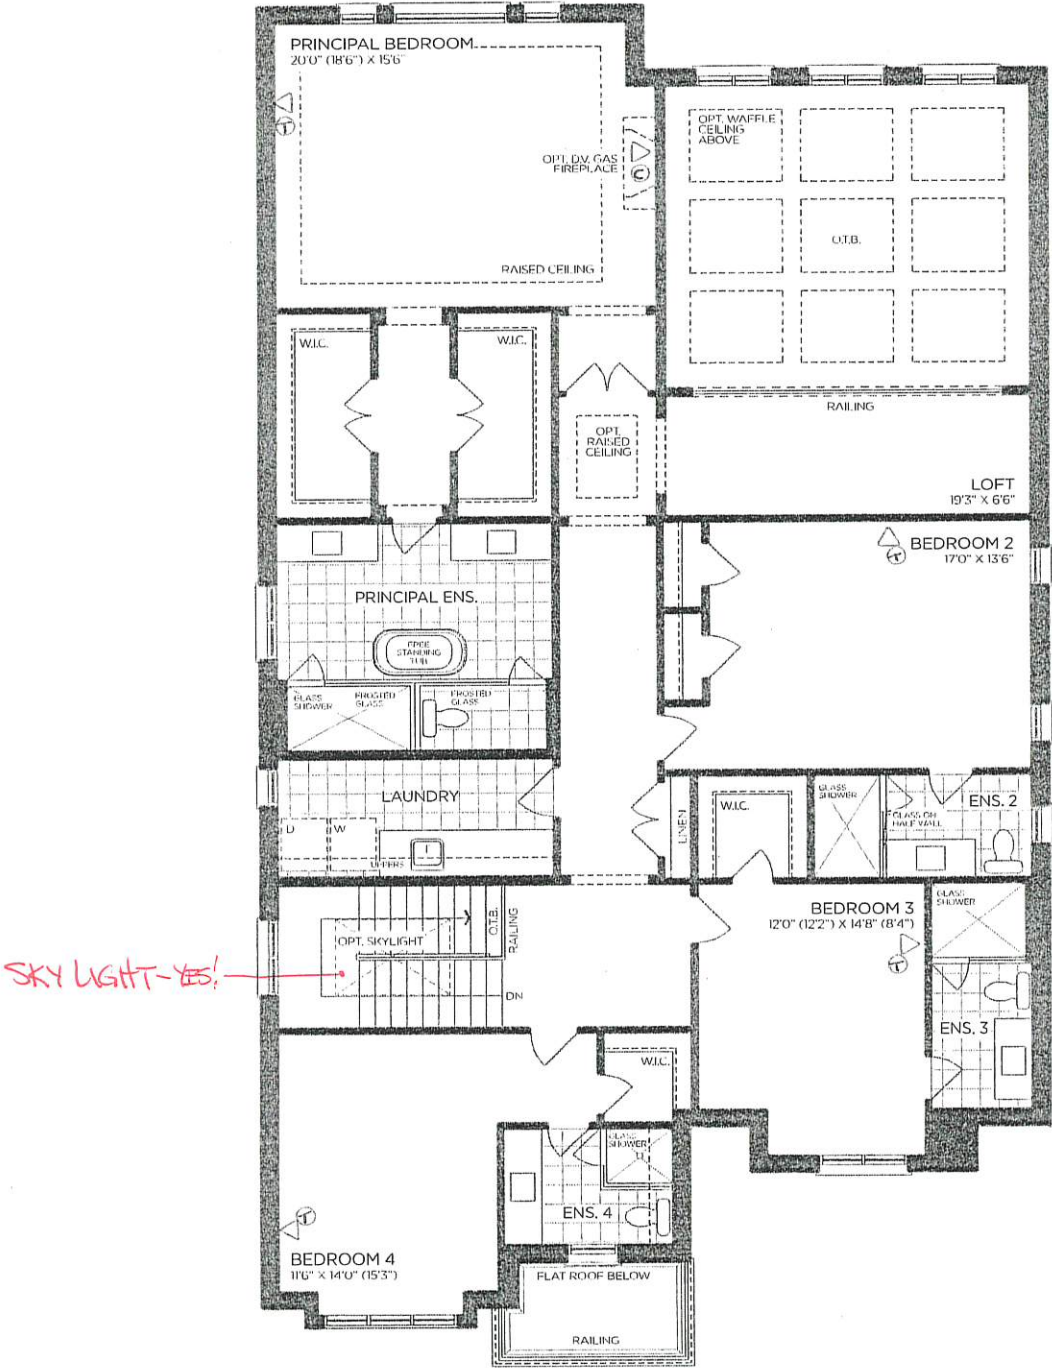 PRINCIPAL BEDROOM
20'0" (18'6") X 15'6"
T
OPT. D.V. GAS
FIREPLACE
C
RAISED CEILING
OPT. WAFFLE
CEILING
ABOVE
O.T.B.
RAILING
W.I.C.
W.I.C.
OPT.
RAISED
CEILING
LOFT
19'3" X 6'6"
T
BEDROOM 2
17'0" X 13'6"
PRINCIPAL ENS.
FREE
STANDING
TUB
GLASS
SHOWER
FROSTED
GLASS
FROSTED
GLASS
LAUNDRY
D
W
UPPERS
LINEN
W.I.C.
GLASS
SHOWER
ENS. 2
GLASS ON
HALF WALL
OPT. SKYLIGHT
O.T.B.
RAILING
DN
SKY LIGHT-YES!
BEDROOM 3
12'0" (12'2") X 14'8" (8'4")
T
GLASS
SHOWER
ENS. 3
W.I.C.
GLASS
SHOWER
ENS. 4
T
BEDROOM 4
11'6" X 14'0" (15'3")
FLAT ROOF BELOW
RAILING